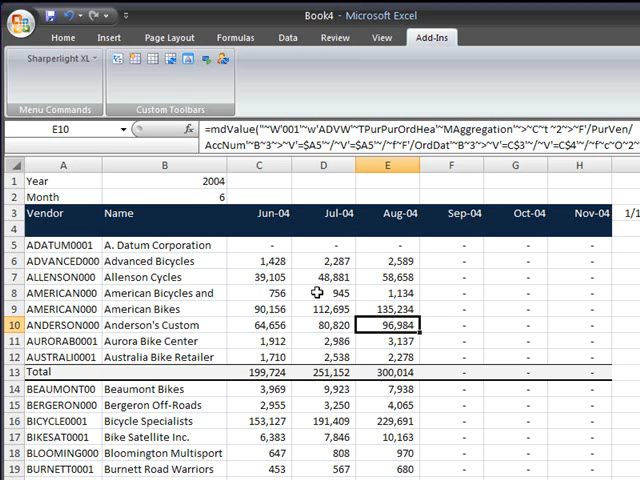 Book4 - Microsoft Excel
Home Insert Page Layout Formulas Data Review View Add-Ins
Sharperlight XL
Menu Commands Custom Toolbars
E10 fx =mdValue("~W'001'~w'ADVW'~TPurPurOrdHea'~MAggregation'~>~C~t ~2~>~F'/PurVen/
AccNum'~B~3~>~V'=$A5'~/~V'=$A5'~/~f~F'/OrdDat'~B~3~>~V'=C$3'~/~V'=C$4'~/~f~c~O~2~
A B C D E F G H
1 Year 2004
2 Month 6
3 Vendor Name Jun-04 Jul-04 Aug-04 Sep-04 Oct-04 Nov-04 1/1
4
5 ADATUM0001 A. Datum Corporation - - - - - -
6 ADVANCED000 Advanced Bicycles 1,428 2,287 2,589 - - -
7 ALLENSON000 Allenson Cycles 39,105 48,881 58,658 - - -
8 AMERICAN000 American Bicycles and 756 945 1,134 - - -
9 AMERICAN000 American Bikes 90,156 112,695 135,234 - - -
10 ANDERSON000 Anderson's Custom 64,656 80,820 96,984 - - -
11 AURORAB0001 Aurora Bike Center 1,912 2,986 3,137 - - -
12 AUSTRALI0001 Australia Bike Retailer 1,710 2,538 2,278 - - -
13 Total 199,724 251,152 300,014 - - -
14 BEAUMONT00 Beaumont Bikes 3,969 9,923 7,938 - - -
15 BERGERON000 Bergeron Off-Roads 2,955 3,250 4,065 - - -
16 BICYCLE0001 Bicycle Specialists 153,127 191,409 229,691 - - -
17 BIKESAT0001 Bike Satellite Inc. 6,383 7,846 10,163 - - -
18 BLOOMING000 Bloomington Multisport 647 808 970 - - -
19 BURNETT0001 Burnett Road Warriors 453 567 680 - - -